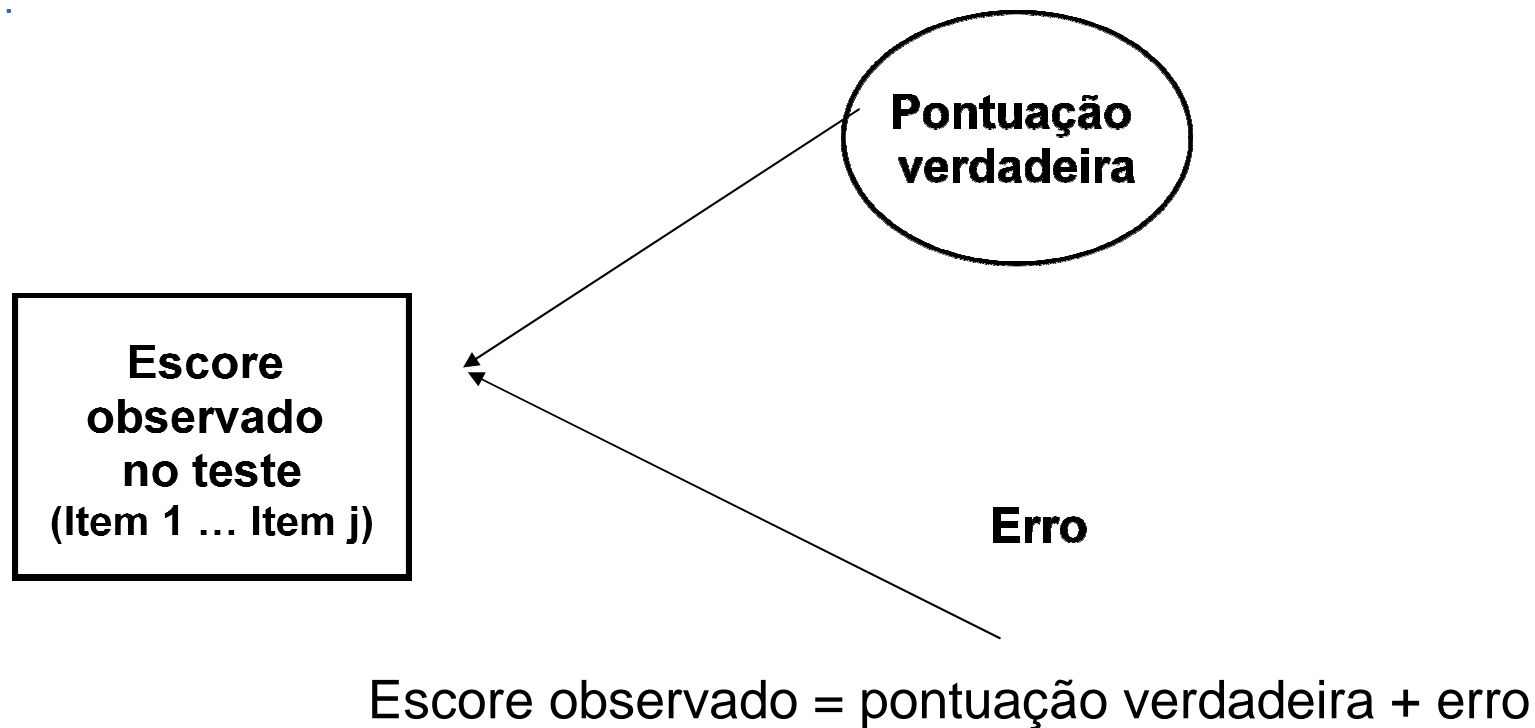 Pontuação
verdadeira
Escore
observado
no teste
(Item 1 … Item j)
Erro
Escore observado = pontuação verdadeira + erro